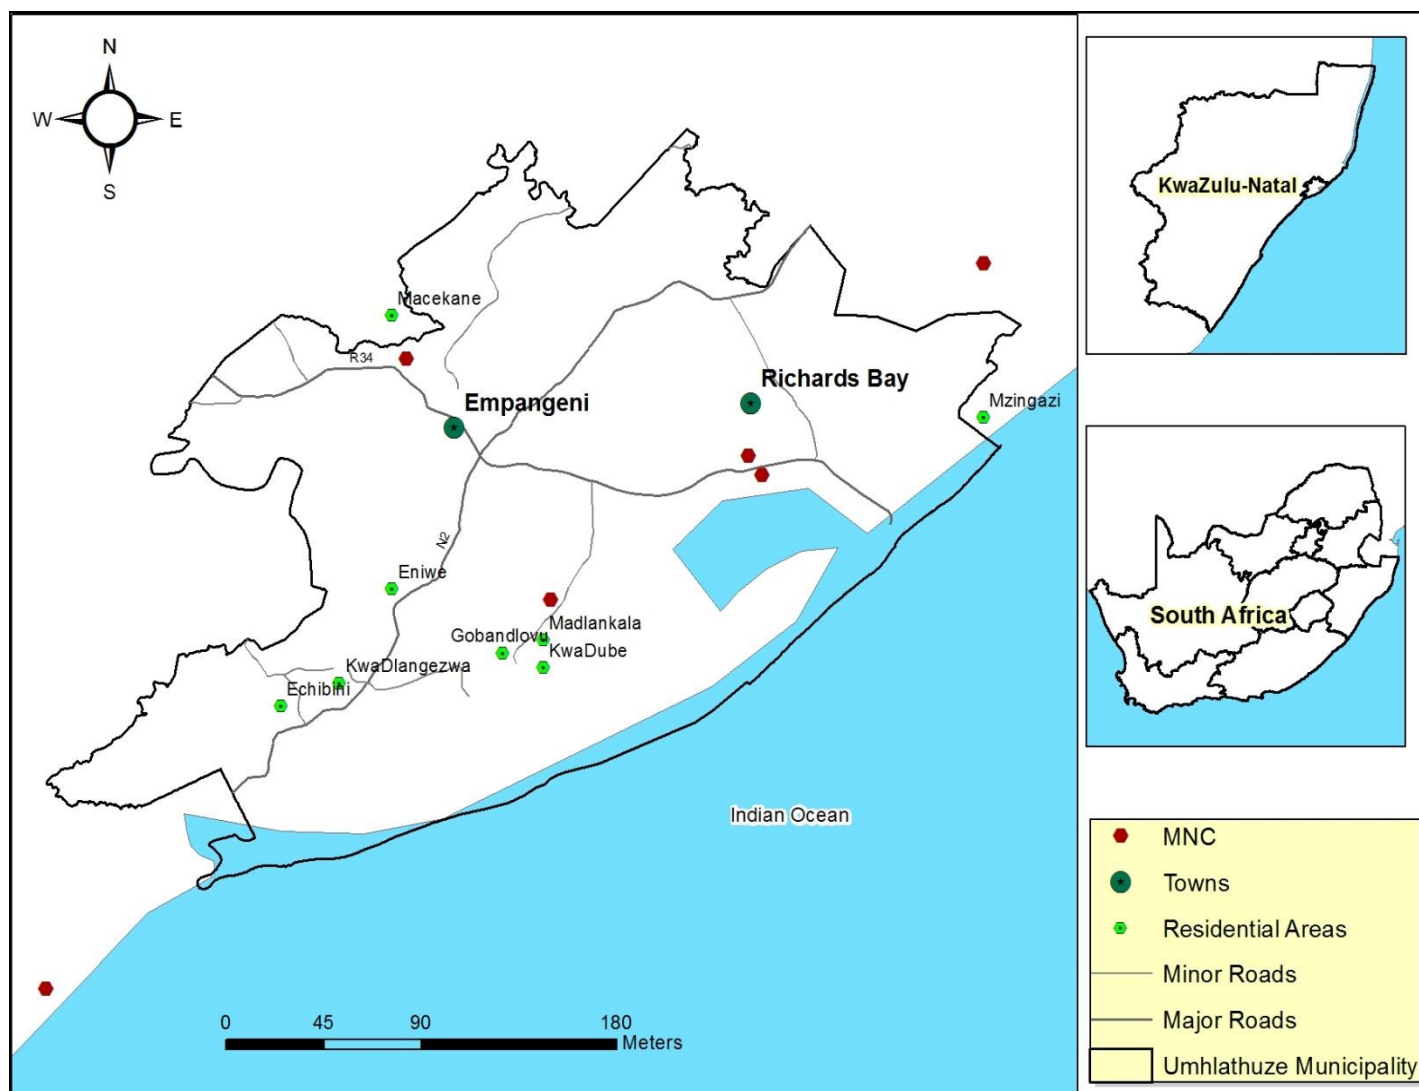 N
W E
S
Macekane
R34
Empangeni
Richards Bay
Mzingazi
N2
Eniwe
Madlankala
Gobandlovu
KwaDube
KwaDlangezwa
Echibini
Indian Ocean
0 45 90 180
Meters
KwaZulu-Natal
South Africa
MNC
Towns
Residential Areas
Minor Roads
Major Roads
Umhlathuze Municipality